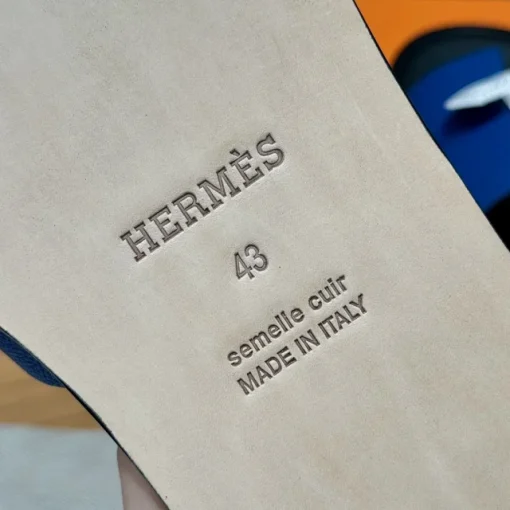 HERMÈS
43
semelle cuir
MADE IN ITALY